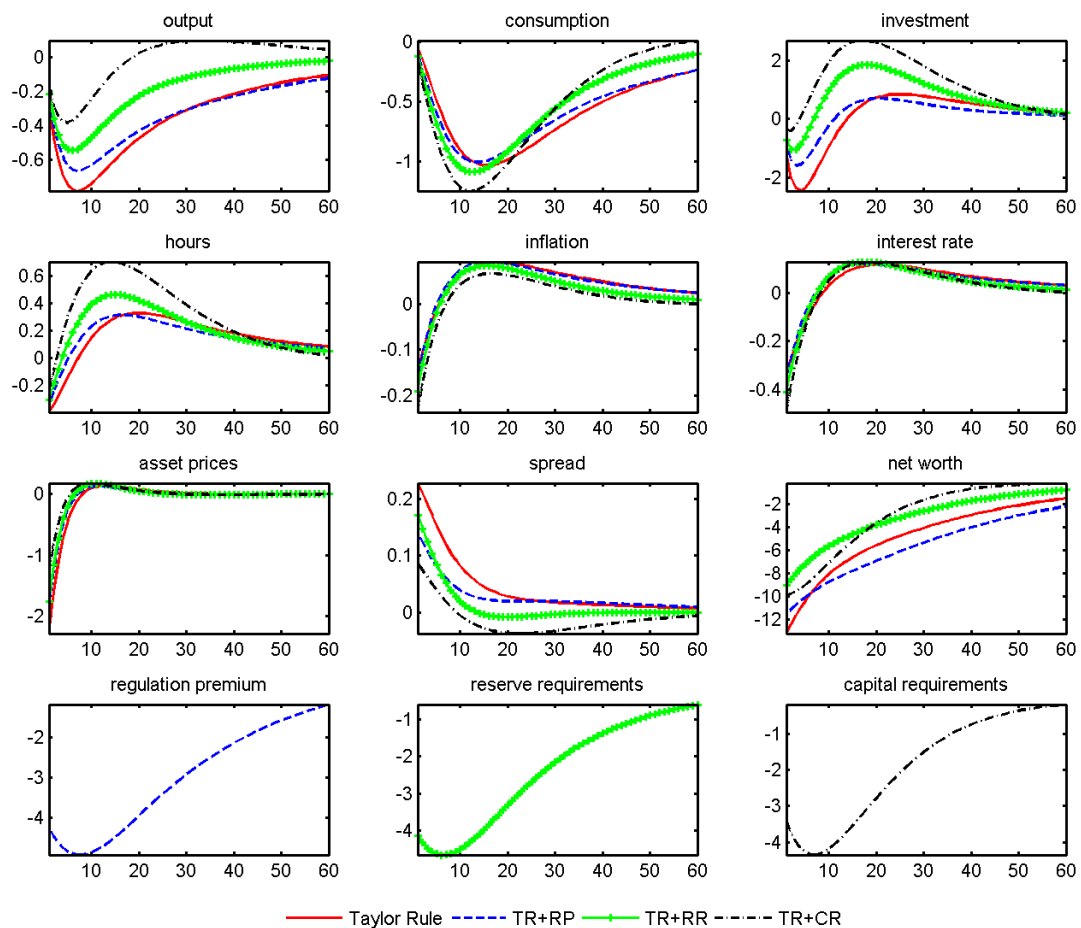 output consumption investment
0
-0.2
-0.4
-0.6
10 20 30 40 50 60
0
-0.5
-1
10 20 30 40 50 60
2
0
-2
10 20 30 40 50 60
hours inflation interest rate
0.6
0.4
0.2
0
-0.2
10 20 30 40 50 60
0
-0.1
-0.2
10 20 30 40 50 60
0
-0.2
-0.4
10 20 30 40 50 60
asset prices spread net worth
0
-1
-2
10 20 30 40 50 60
0.2
0.1
0
10 20 30 40 50 60
-2
-4
-6
-8
-10
-12
10 20 30 40 50 60
regulation premium reserve requirements capital requirements
-2
-3
-4
10 20 30 40 50 60
-1
-2
-3
-4
10 20 30 40 50 60
-1
-2
-3
-4
10 20 30 40 50 60
Taylor Rule TR+RP TR+RR TR+CR